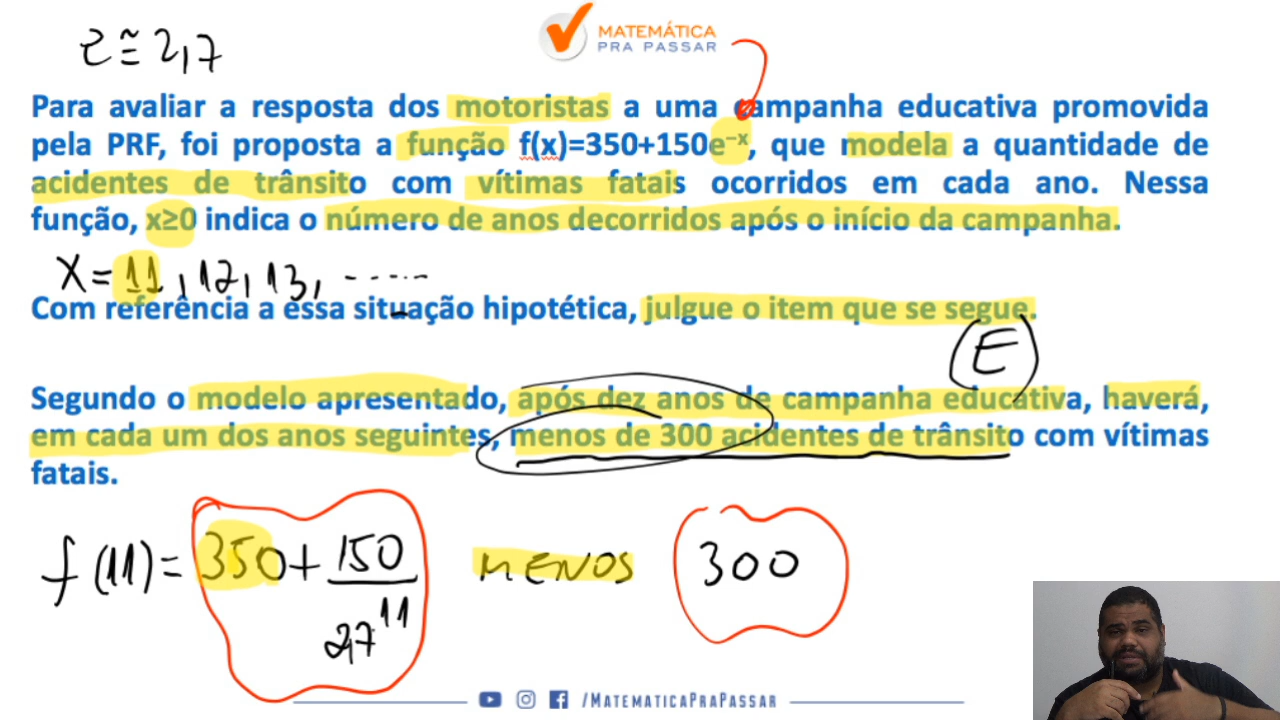 e ≅ 2,7
MATEMÁTICA
PRA PASSAR
Para avaliar a resposta dos motoristas a uma campanha educativa promovida
pela PRF, foi proposta a função f(x)=350+150e⁻ˣ, que modela a quantidade de
acidentes de trânsito com vítimas fatais ocorridos em cada ano. Nessa
função, x≥0 indica o número de anos decorridos após o início da campanha.
X = 11, 12, 13, ......
Com referência a essa situação hipotética, julgue o item que se segue.
(E)
Segundo o modelo apresentado, após dez anos de campanha educativa, haverá,
em cada um dos anos seguintes, menos de 300 acidentes de trânsito com vítimas
fatais.
f(11) = 350 + 150 / 2,7¹¹ MENOS 300
/MATEMATICAPRAPASSAR